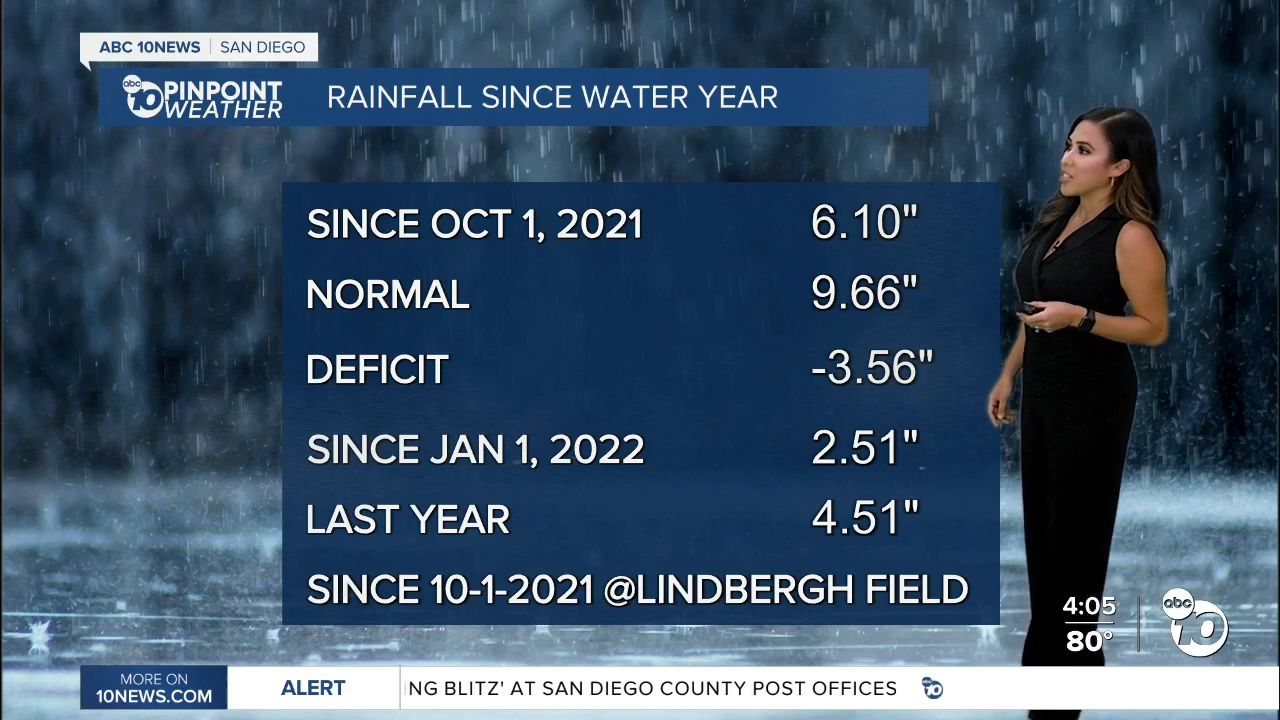 ABC 10NEWS | SAN DIEGO
abc 10 PINPOINT WEATHER
RAINFALL SINCE WATER YEAR
SINCE OCT 1, 2021 6.10"
NORMAL 9.66"
DEFICIT -3.56"
SINCE JAN 1, 2022 2.51"
LAST YEAR 4.51"
SINCE 10-1-2021 @LINDBERGH FIELD
4:05
80°
abc 10
MORE ON
10NEWS.COM
ALERT
NG BLITZ' AT SAN DIEGO COUNTY POST OFFICES
abc 10